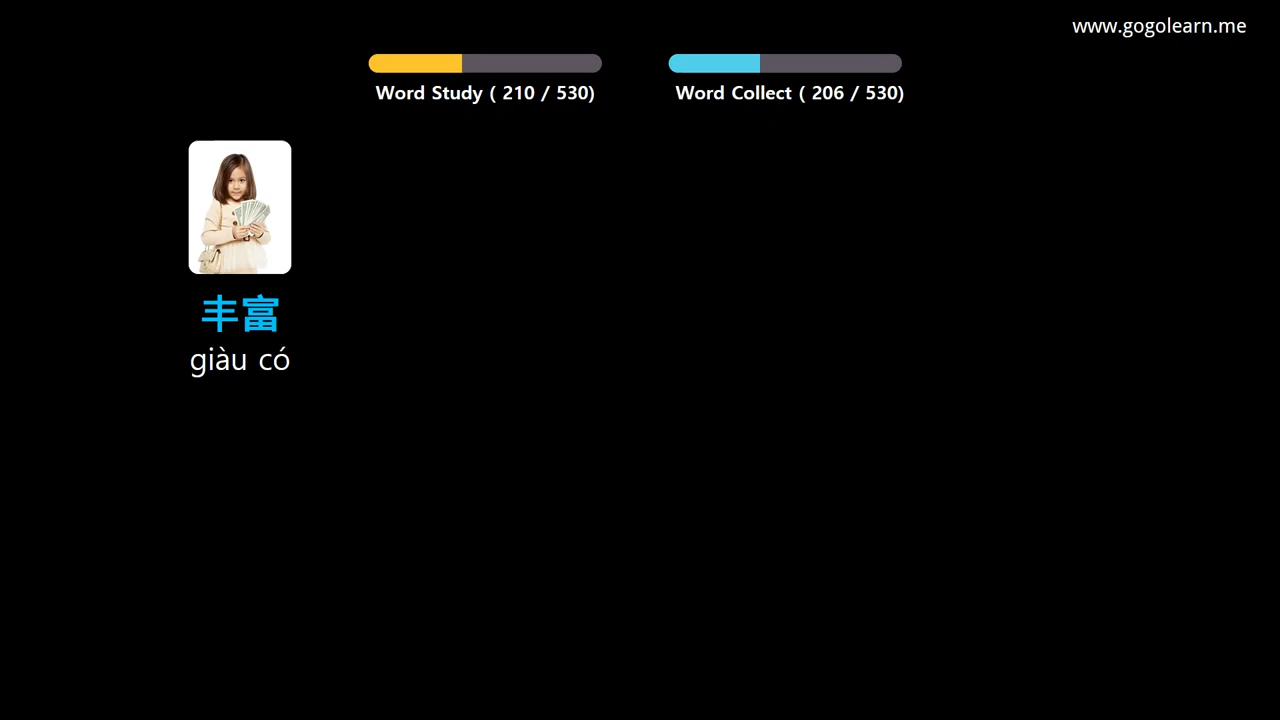 www.gogolearn.me
Word Study ( 210 / 530)
Word Collect ( 206 / 530)
丰富
giàu có